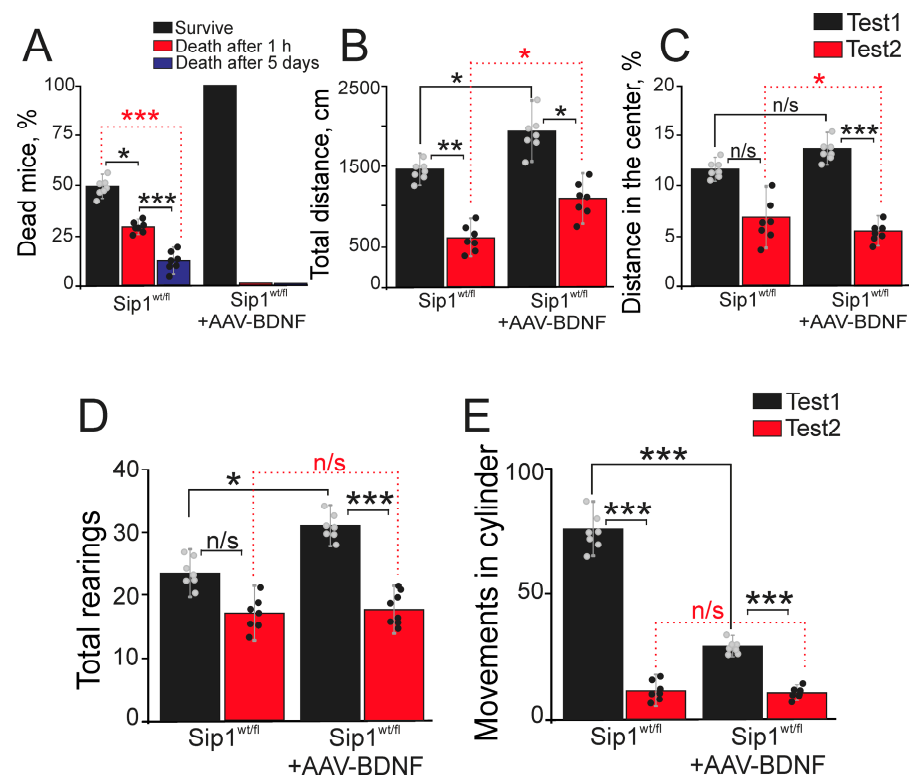 A
Survive
Death after 1 h
Death after 5 days
Dead mice, %
100
75
50
25
0
***
*
***
Sip1wt/fl
Sip1wt/fl
+AAV-BDNF
B
Total distance, cm
2500
1500
500
0
*
*
**
*
Sip1wt/fl
Sip1wt/fl
+AAV-BDNF
C
Test1
Test2
Distance in the center, %
20
15
10
5
0
*
n/s
n/s
***
Sip1wt/fl
Sip1wt/fl
+AAV-BDNF
D
Total rearings
40
30
20
10
0
n/s
*
n/s
***
Sip1wt/fl
Sip1wt/fl
+AAV-BDNF
E
Test1
Test2
Movements in cylinder
100
50
0
***
***
n/s
***
Sip1wt/fl
Sip1wt/fl
+AAV-BDNF